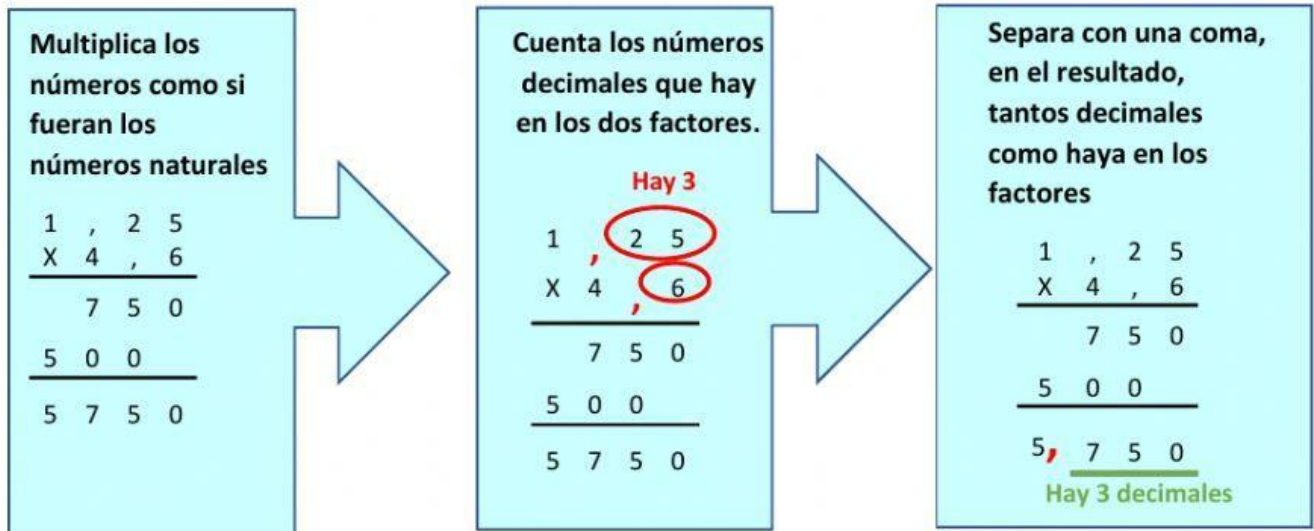 Multiplica los
números como si
fueran los
números naturales
1 , 2 5
X 4 , 6
7 5 0
5 0 0
5 7 5 0
Cuenta los números
decimales que hay
en los dos factores.
Hay 3
1 , 2 5
X 4 , 6
7 5 0
5 0 0
5 7 5 0
Separa con una coma,
en el resultado,
tantos decimales
como haya en los
factores
1 , 2 5
X 4 , 6
7 5 0
5 0 0
5, 7 5 0
Hay 3 decimales